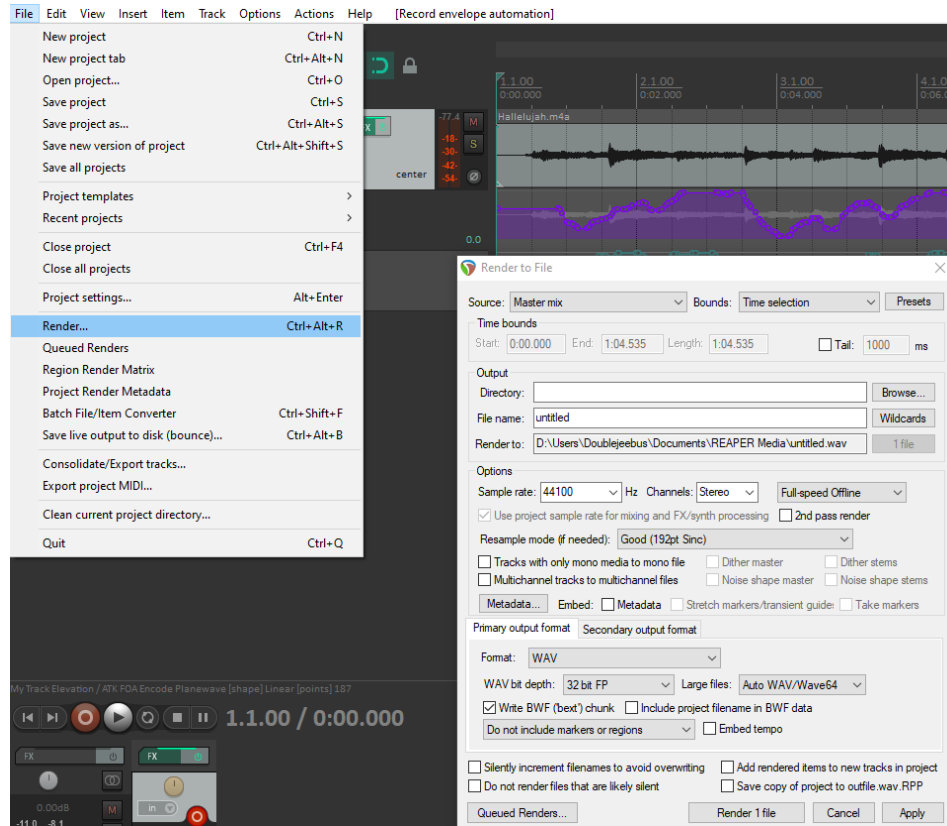 File Edit View Insert Item Track Options Actions Help [Record envelope automation]
New project Ctrl+N
New project tab Ctrl+Alt+N
Open project... Ctrl+O
Save project Ctrl+S
Save project as... Ctrl+Alt+S
Save new version of project Ctrl+Alt+Shift+S
Save all projects
Project templates
Recent projects
Close project Ctrl+F4
Close all projects
Project settings... Alt+Enter
Render... Ctrl+Alt+R
Queued Renders
Region Render Matrix
Project Render Metadata
Batch File/Item Converter Ctrl+Shift+F
Save live output to disk (bounce)... Ctrl+Alt+B
Consolidate/Export tracks...
Export project MIDI...
Clean current project directory...
Quit Ctrl+Q
1.1.00 2.1.00 3.1.00 4.1.0
0:00.000 0:02.000 0:04.000 0:06.0
X
center
-77.4 M
-18- S
-30-
-42-
-54-
0.0
Hallelujah.m4a
Render to File
Source: Master mix Bounds: Time selection Presets
Time bounds
Start: 0:00.000 End: 1:04.535 Length: 1:04.535 Tail: 1000 ms
Output
Directory: Browse...
File name: untitled Wildcards
Render to: D:\Users\Doublejeebus\Documents\REAPER Media\untitled.wav 1 file
Options
Sample rate: 44100 Hz Channels: Stereo Full-speed Offline
Use project sample rate for mixing and FX/synth processing 2nd pass render
Resample mode (if needed): Good (192pt Sinc)
Tracks with only mono media to mono file Dither master Dither stems
Multichannel tracks to multichannel files Noise shape master Noise shape stems
Metadata... Embed: Metadata Stretch markers/transient guide: Take markers
Primary output format Secondary output format
Format: WAV
WAV bit depth: 32 bit FP Large files: Auto WAV/Wave64
Write BWF ('bext') chunk Include project filename in BWF data
Do not include markers or regions Embed tempo
Silently increment filenames to avoid overwriting Add rendered items to new tracks in project
Do not render files that are likely silent Save copy of project to outfile.wav.RPP
Queued Renders... Render 1 file Cancel Apply
My Track Elevation / ATK FOA Encode Planewave [shape] Linear [points] 187
1.1.00 / 0:00.000
FX FX
0.00dB M in
-11.0 -8.1